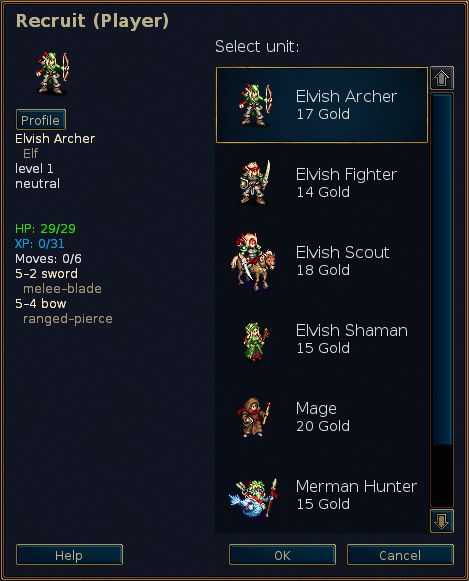 Recruit (Player)
Profile
Elvish Archer
Elf
level 1
neutral
HP: 29/29
XP: 0/31
Moves: 0/6
5–2 sword
melee–blade
5–4 bow
ranged–pierce
Select unit:
Elvish Archer
17 Gold
Elvish Fighter
14 Gold
Elvish Scout
18 Gold
Elvish Shaman
15 Gold
Mage
20 Gold
Merman Hunter
15 Gold
Help
OK
Cancel